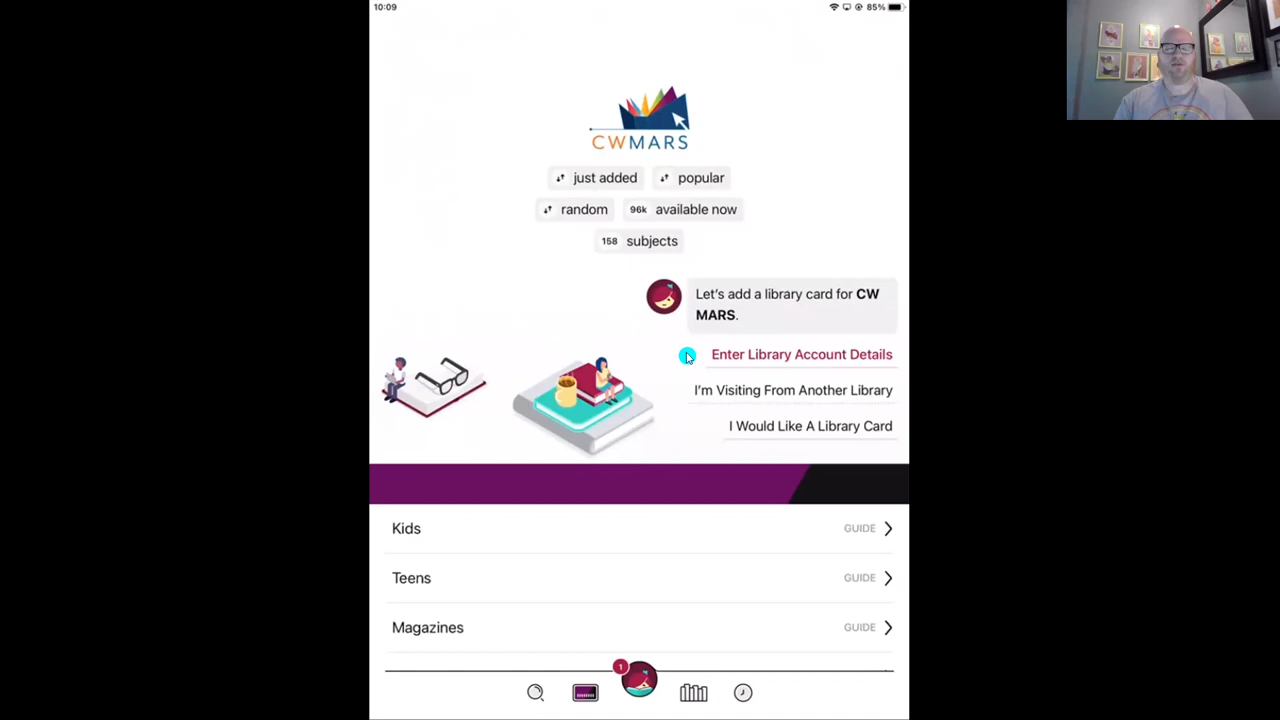 10:09
85%
CWMARS
just added
popular
random
96k available now
158 subjects
Let's add a library card for CW
MARS.
Enter Library Account Details
I'm Visiting From Another Library
I Would Like A Library Card
Kids GUIDE
Teens GUIDE
Magazines GUIDE
1